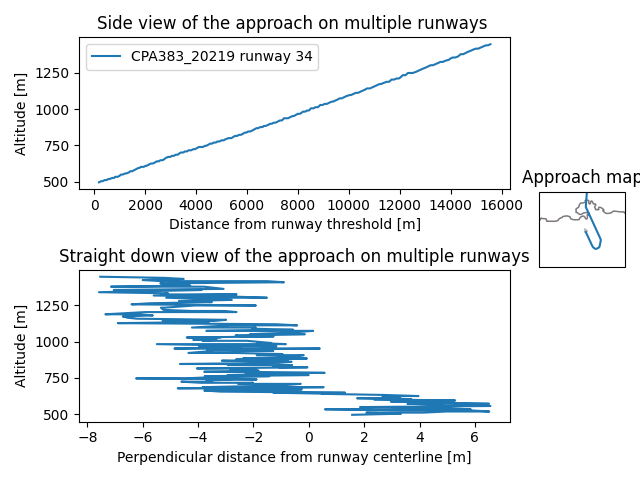 Side view of the approach on multiple runways
CPA383_20219 runway 34
Altitude [m]
1250
1000
750
500
0 2000 4000 6000 8000 10000 12000 14000 16000
Distance from runway threshold [m]
Approach map
Straight down view of the approach on multiple runways
Altitude [m]
1250
1000
750
500
−8 −6 −4 −2 0 2 4 6
Perpendicular distance from runway centerline [m]